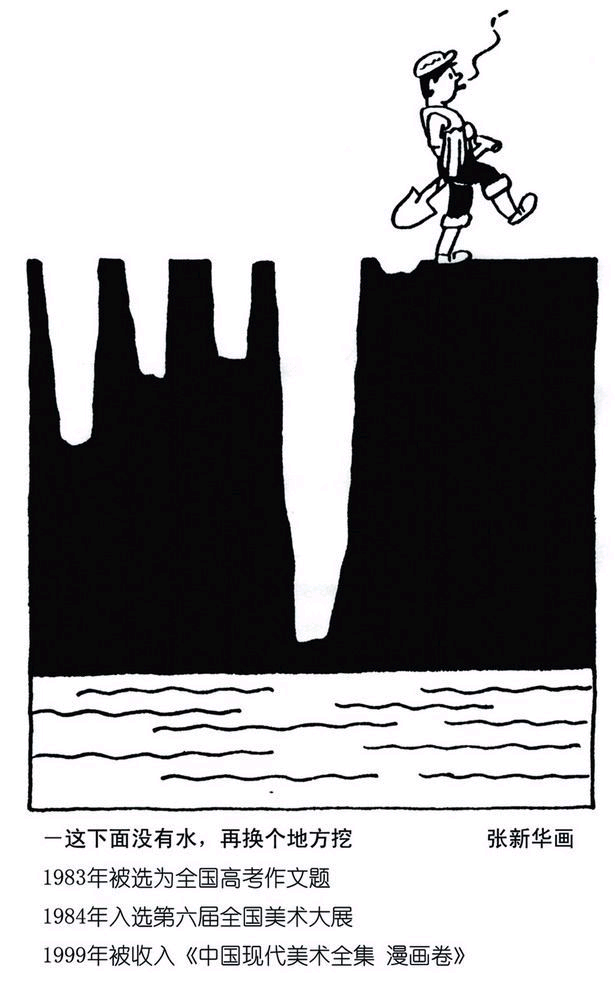 —这下面没有水，再换个地方挖 张新华画
1983年被选为全国高考作文题
1984年入选第六届全国美术大展
1999年被收入《中国现代美术全集 漫画卷》